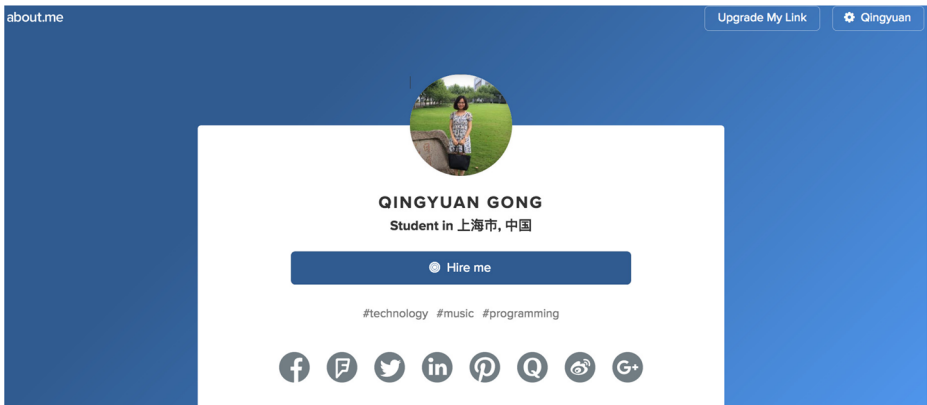 about.me
Upgrade My Link
Qingyuan
QINGYUAN GONG
Student in 上海市, 中国
Hire me
#technology #music #programming